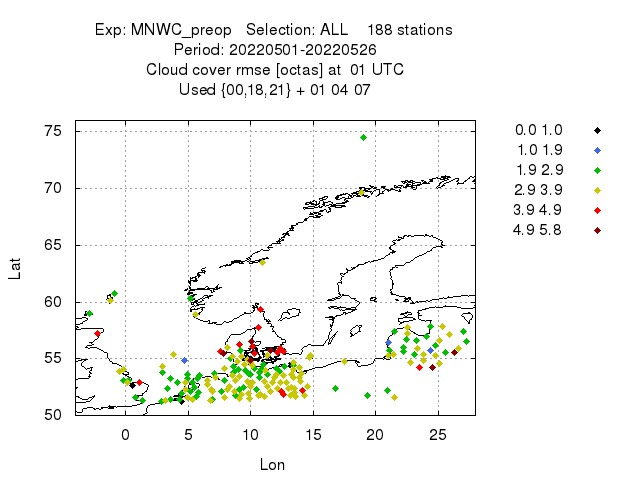 Exp: MNWC_preop Selection: ALL 188 stations
Period: 20220501-20220526
Cloud cover rmse [octas] at 01 UTC
Used {00,18,21} + 01 04 07
75
70
65
60
55
50
Lat
0 5 10 15 20 25
Lon
0.0 1.0
1.0 1.9
1.9 2.9
2.9 3.9
3.9 4.9
4.9 5.8